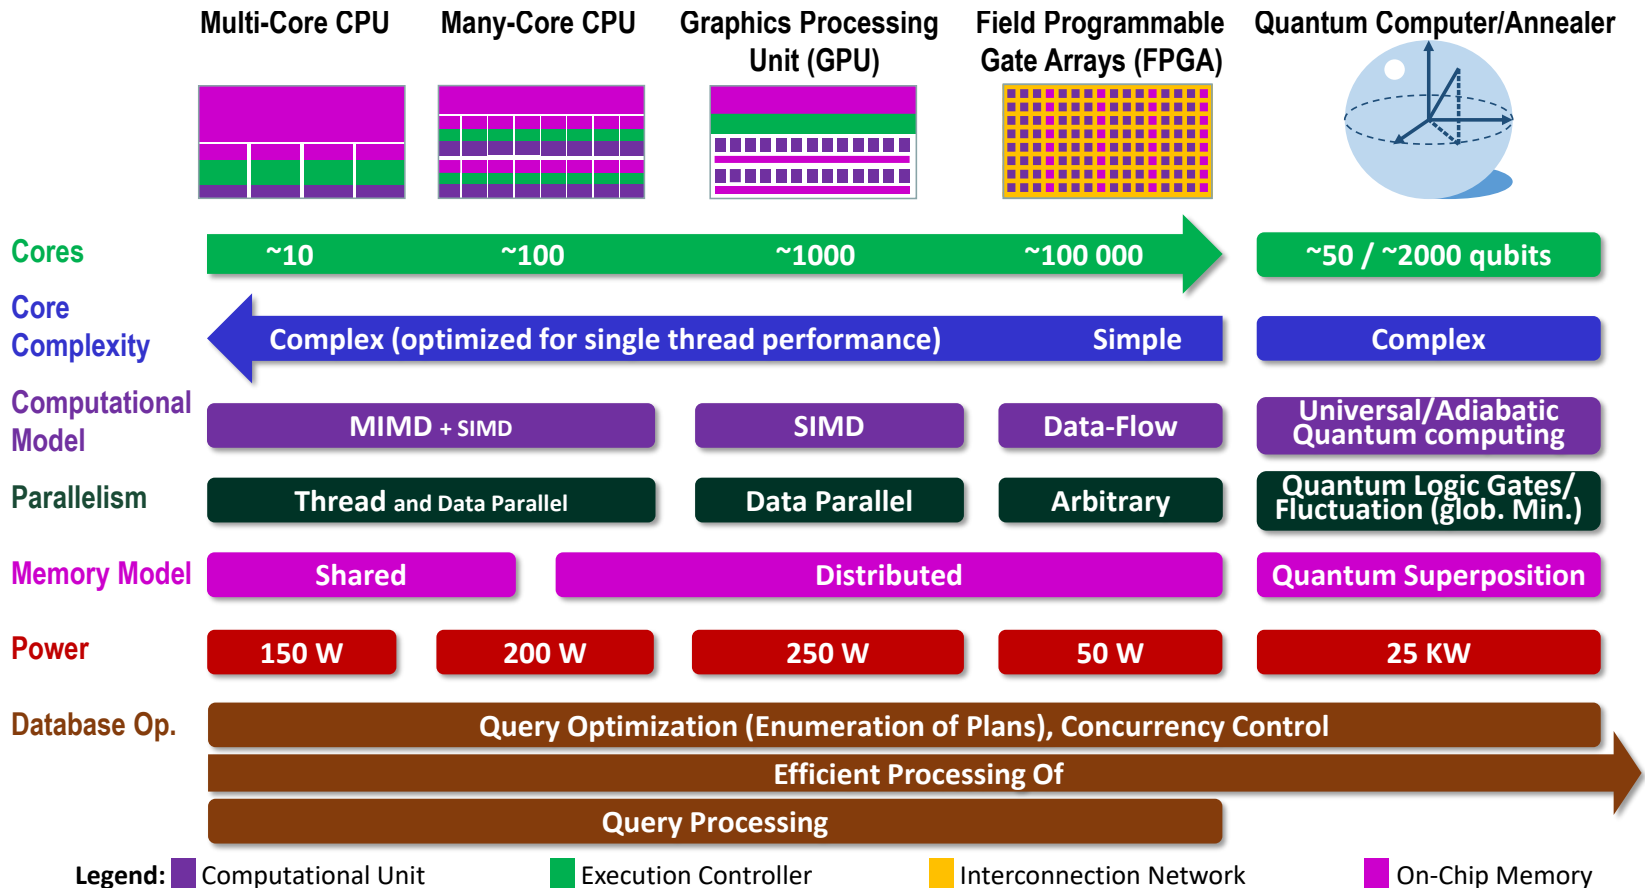 Multi-Core CPU
Many-Core CPU
Graphics Processing
Unit (GPU)
Field Programmable
Gate Arrays (FPGA)
Quantum Computer/Annealer
Cores
~10
~100
~1000
~100 000
~50 / ~2000 qubits
Core
Complexity
Complex (optimized for single thread performance)
Simple
Complex
Computational
Model
MIMD + SIMD
SIMD
Data-Flow
Universal/Adiabatic
Quantum computing
Parallelism
Thread and Data Parallel
Data Parallel
Arbitrary
Quantum Logic Gates/
Fluctuation (glob. Min.)
Memory Model
Shared
Distributed
Quantum Superposition
Power
150 W
200 W
250 W
50 W
25 KW
Database Op.
Query Optimization (Enumeration of Plans), Concurrency Control
Efficient Processing Of
Query Processing
Legend:
Computational Unit
Execution Controller
Interconnection Network
On-Chip Memory